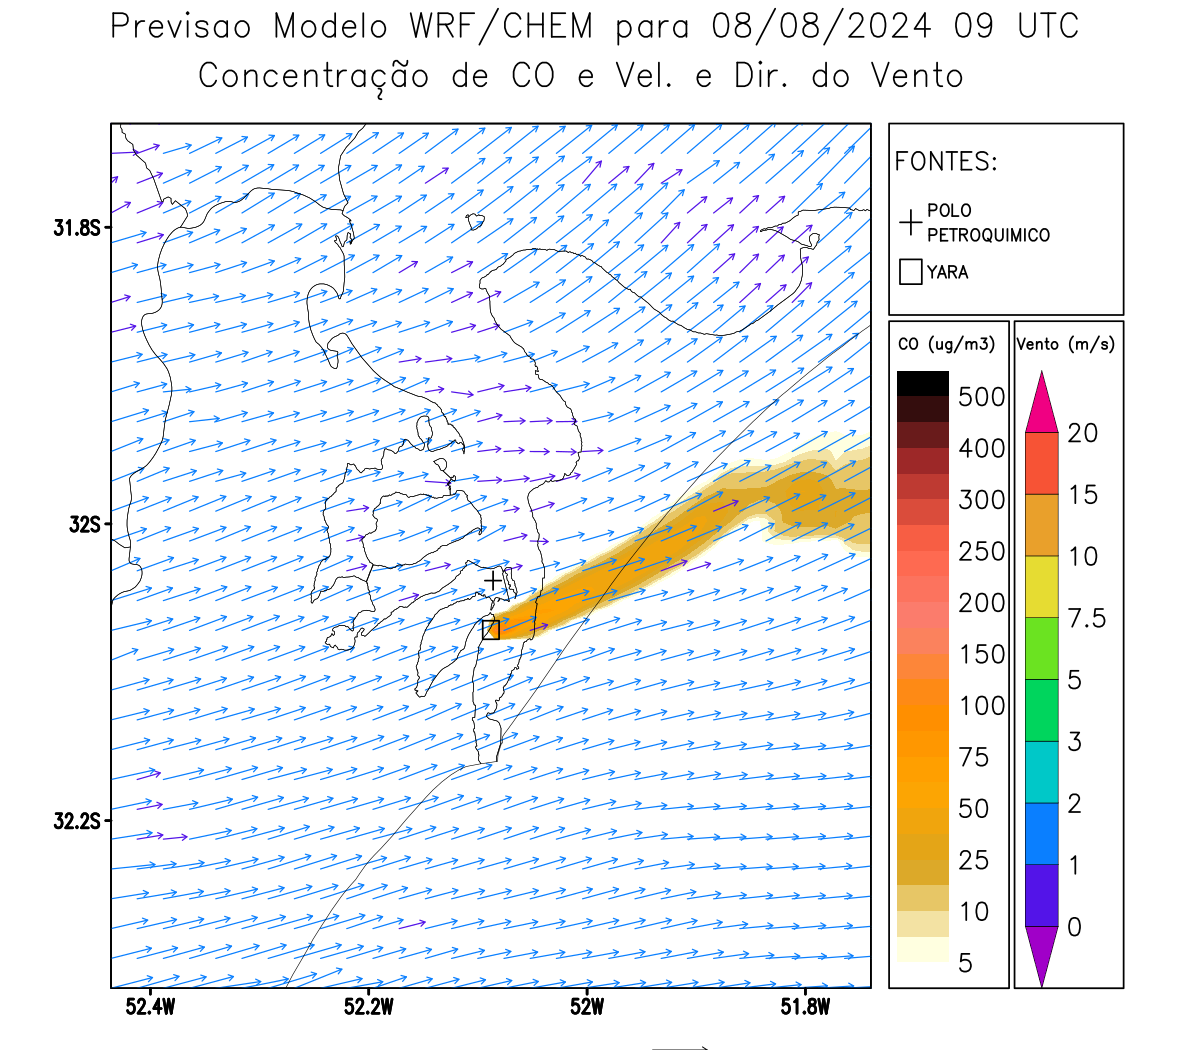 Previsao Modelo WRF/CHEM para 08/08/2024 09 UTC
Concentração de CO e Vel. e Dir. do Vento
FONTES:
POLO
PETROQUIMICO
YARA
31.8S
32S
32.2S
52.4W
52.2W
52W
51.8W
CO (ug/m3)
500
400
300
250
200
150
100
75
50
25
10
5
Vento (m/s)
20
15
10
7.5
5
3
2
1
0